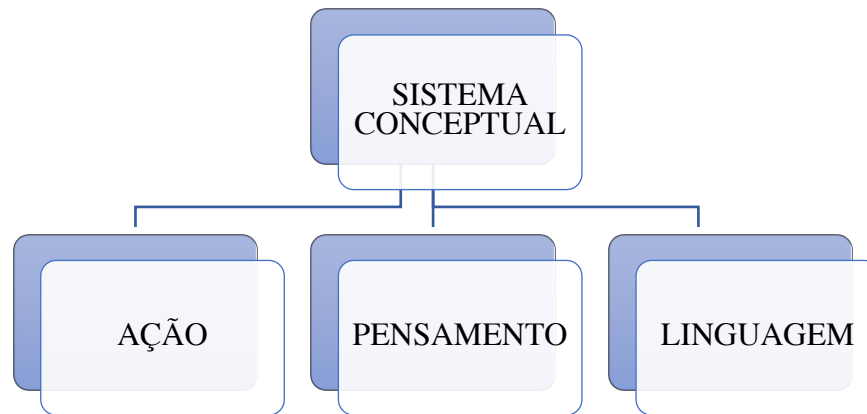 SISTEMA
CONCEPTUAL
AÇÃO
PENSAMENTO
LINGUAGEM